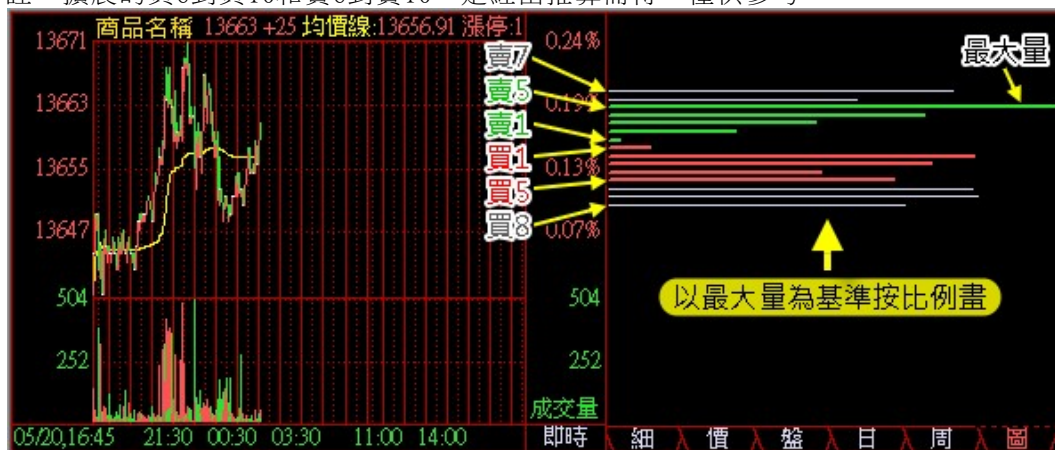 商品名稱 13663 +25 均價線:13656.91 漲停:1
13671
13663
13655
13647
504
252
0.24%
0.19%
0.13%
0.07%
504
252
成交量
賣7
賣5
賣1
買1
買5
買8
最大量
以最大量為基準按比例畫
05/20,16:45 21:30 00:30 03:30 11:00 14:00 即時 細 價 盤 日 周 圖